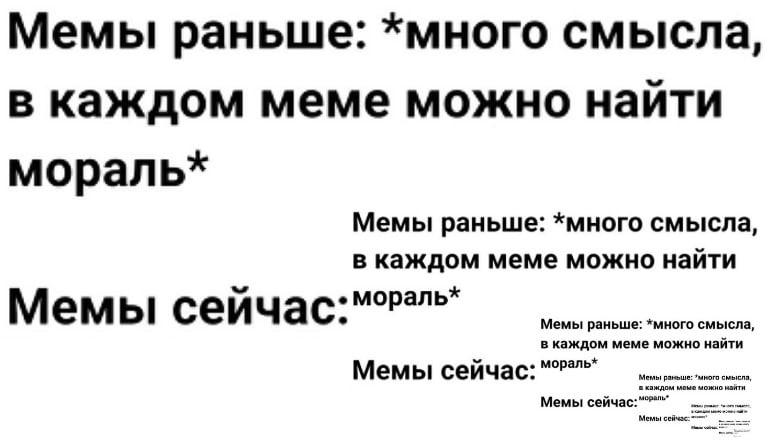 Мемы раньше: *много смысла,
в каждом меме можно найти
мораль*
Мемы сейчас:
Мемы раньше: *много смысла,
в каждом меме можно найти
мораль*
Мемы сейчас:
Мемы раньше: *много смысла,
в каждом меме можно найти
мораль*
Мемы сейчас:
Мемы раньше: *много смысла,
в каждом меме можно найти
мораль*
Мемы сейчас: